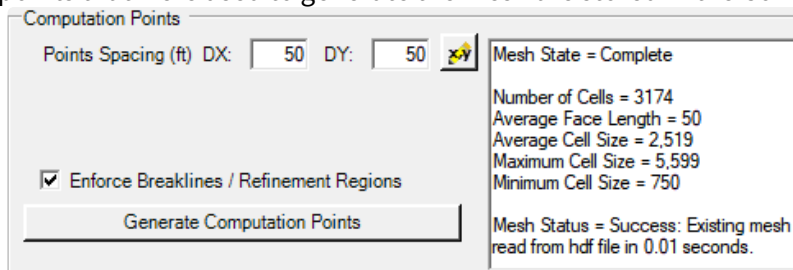 Computation Points
Points Spacing (ft) DX: 50 DY: 50 x,y
Mesh State = Complete
Number of Cells = 3174
Average Face Length = 50
Average Cell Size = 2,519
Maximum Cell Size = 5,599
Minimum Cell Size = 750
Enforce Breaklines / Refinement Regions
Generate Computation Points
Mesh Status = Success: Existing mesh
read from hdf file in 0.01 seconds.